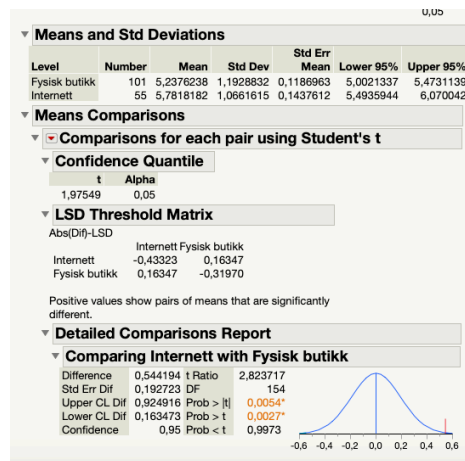 0,05
Means and Std Deviations
Std Err
Level Number Mean Std Dev Mean Lower 95% Upper 95%
Fysisk butikk 101 5,2376238 1,1928832 0,1186963 5,0021337 5,4731139
Internett 55 5,7818182 1,0661615 0,1437612 5,4935944 6,070042
Means Comparisons
Comparisons for each pair using Student's t
Confidence Quantile
t Alpha
1,97549 0,05
LSD Threshold Matrix
Abs(Dif)-LSD
Internett Fysisk butikk
Internett -0,43323 0,16347
Fysisk butikk 0,16347 -0,31970
Positive values show pairs of means that are significantly
different.
Detailed Comparisons Report
Comparing Internett with Fysisk butikk
Difference 0,544194 t Ratio 2,823717
Std Err Dif 0,192723 DF 154
Upper CL Dif 0,924916 Prob > |t| 0,0054*
Lower CL Dif 0,163473 Prob > t 0,0027*
Confidence 0,95 Prob < t 0,9973
-0,6 -0,4 -0,2 0,0 0,2 0,4 0,6